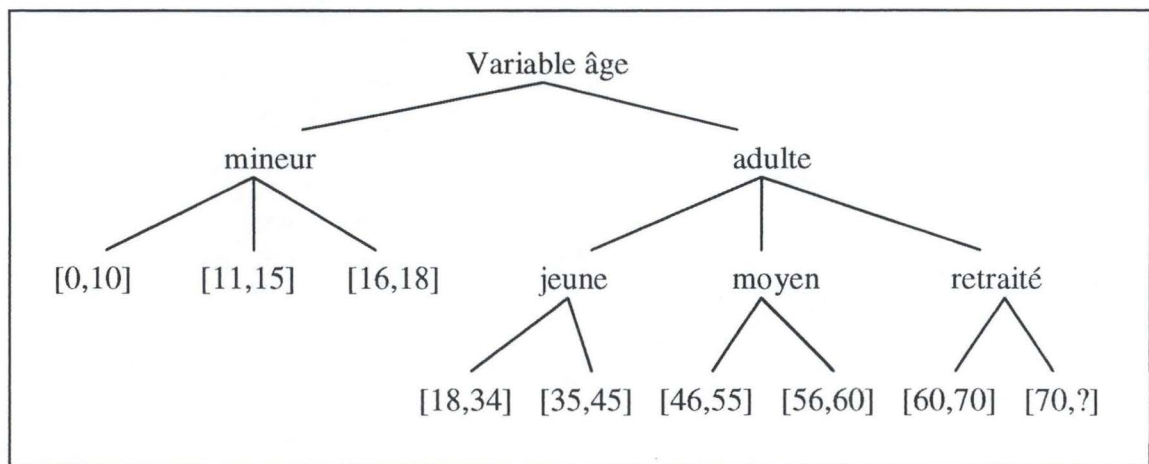 Variable âge
mineur adulte
[0,10] [11,15] [16,18] jeune moyen retraité
[18,34] [35,45] [46,55] [56,60] [60,70] [70,?]